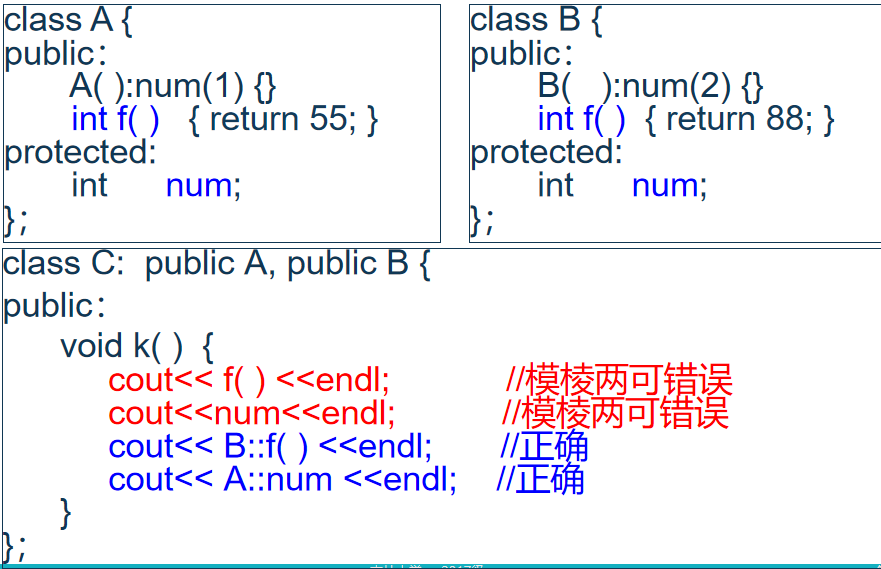 class A {
public:
A( ):num(1) {}
int f( ) { return 55; }
protected:
int num;
};
class B {
public:
B( ):num(2) {}
int f( ) { return 88; }
protected:
int num;
};
class C: public A, public B {
public:
void k( ) {
cout<< f( ) <<endl; //模棱两可错误
cout<<num<<endl; //模棱两可错误
cout<< B::f( ) <<endl; //正确
cout<< A::num <<endl; //正确
}
};